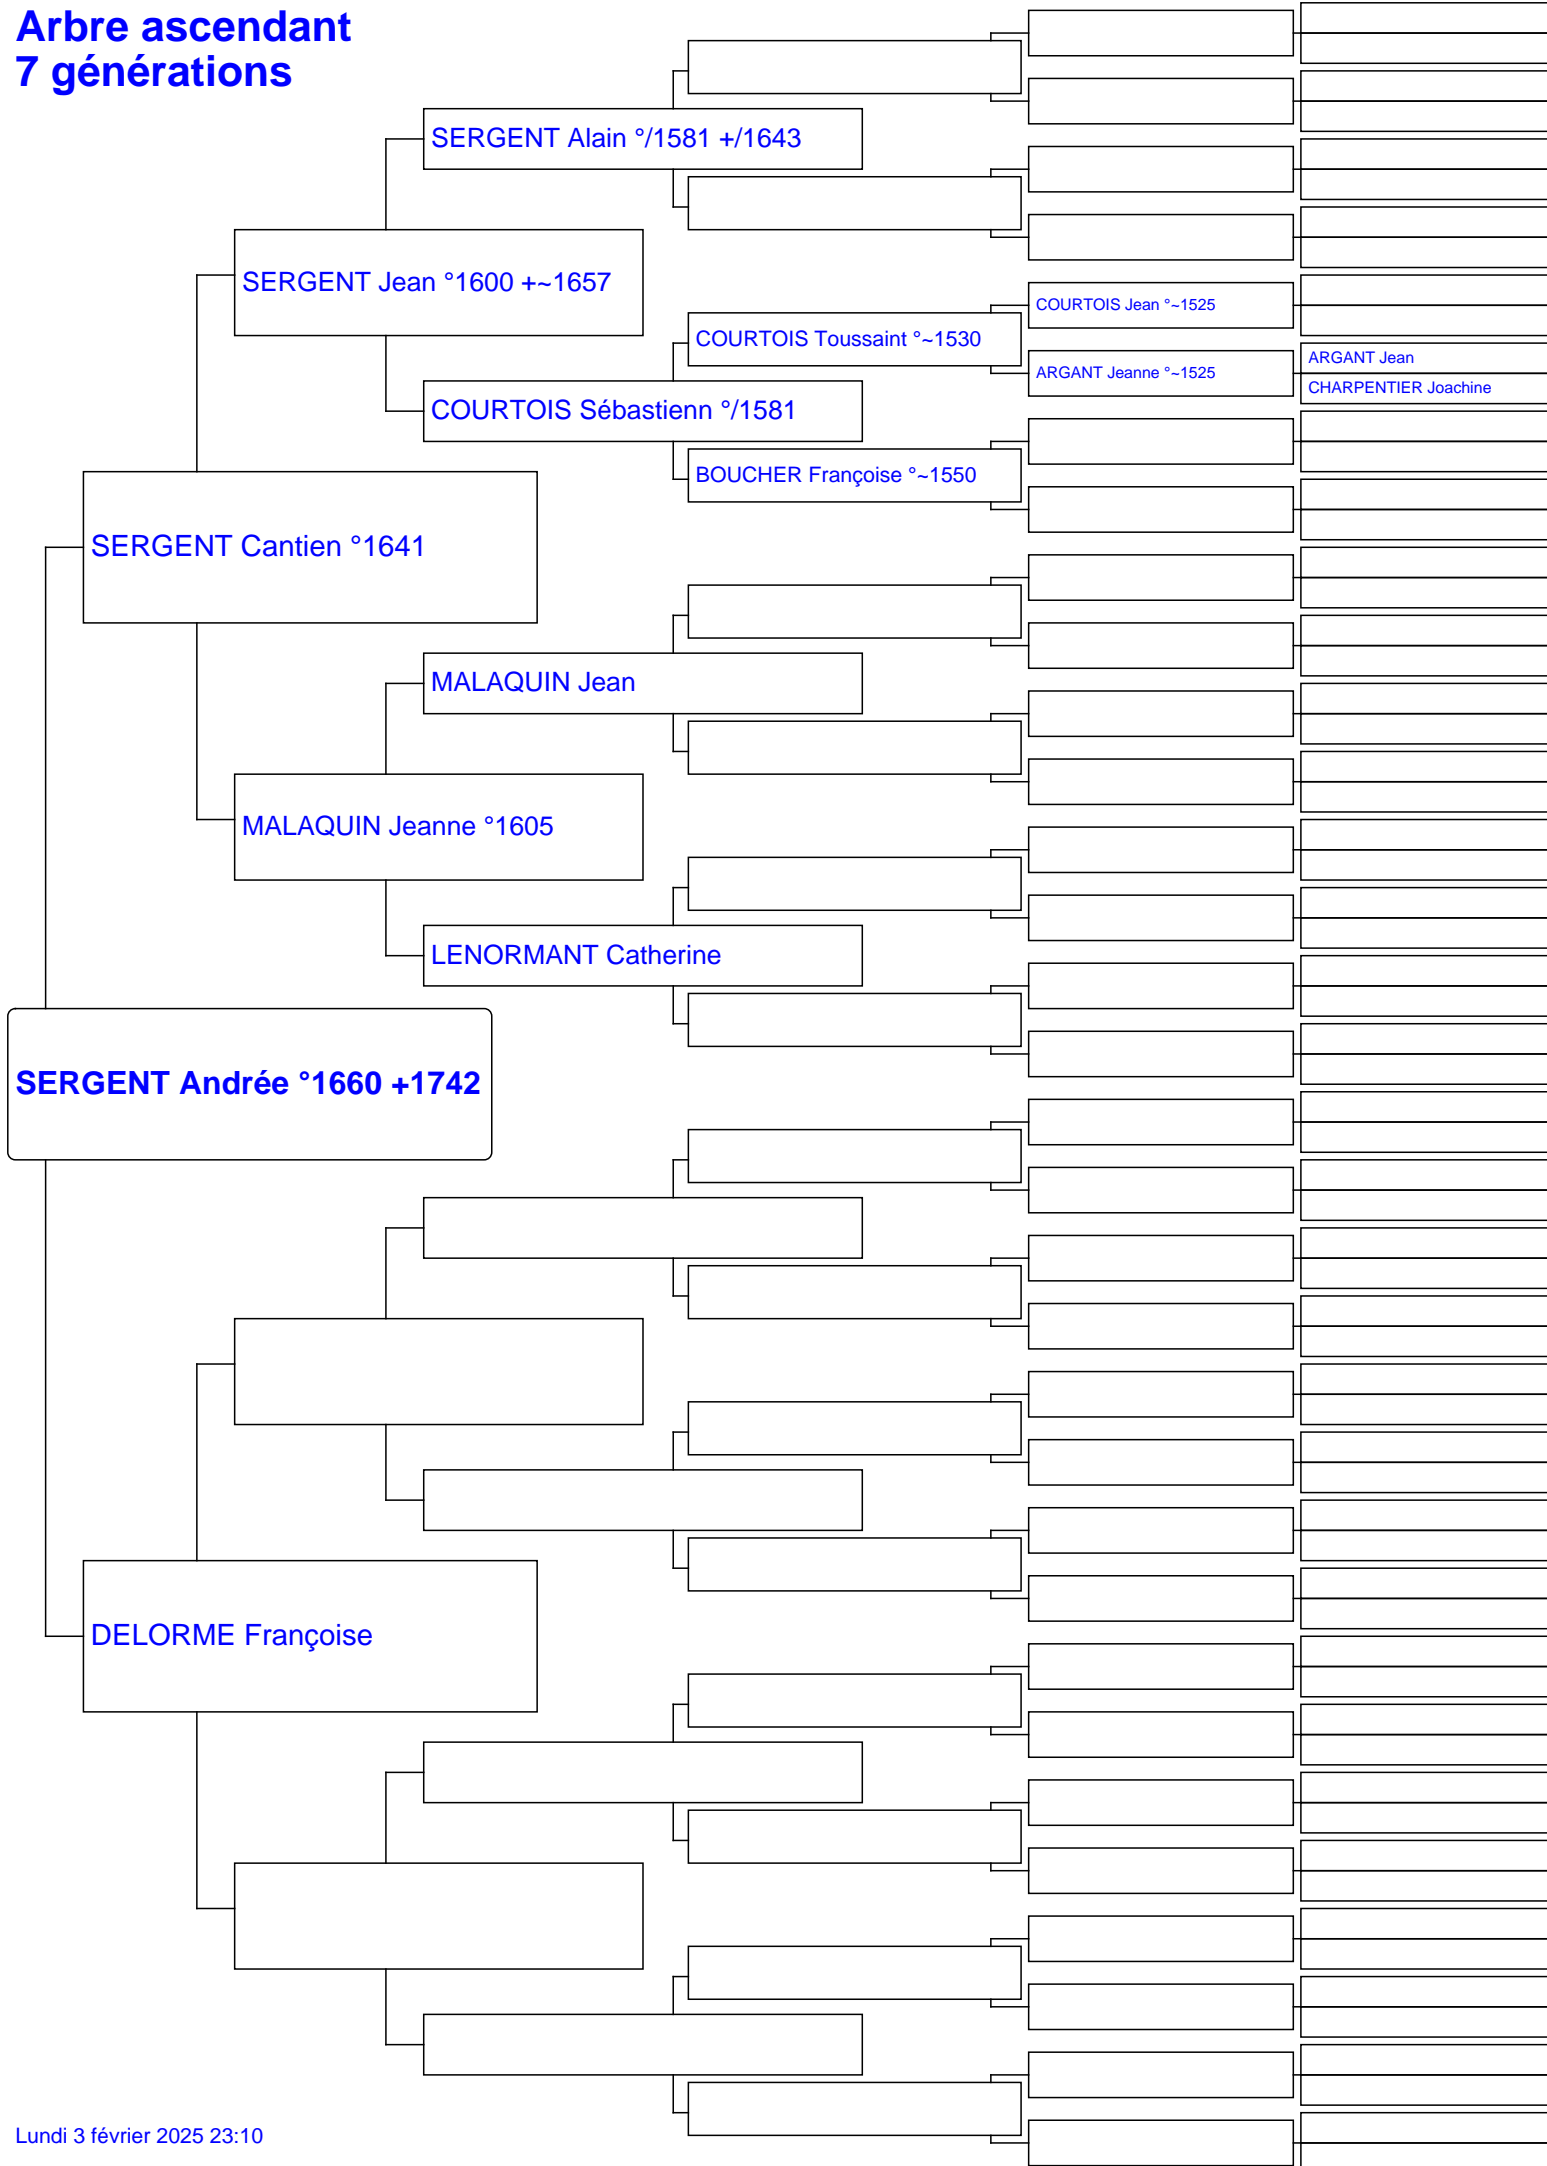 Arbre ascendant
7 générations
SERGENT Alain °/1581 +/1643
SERGENT Jean °1600 +~1657
COURTOIS Jean °~1525
COURTOIS Toussaint °~1530
ARGANT Jean
ARGANT Jeanne °~1525
CHARPENTIER Joachine
COURTOIS Sébastienn °/1581
BOUCHER Françoise °~1550
SERGENT Cantien °1641
MALAQUIN Jean
MALAQUIN Jeanne °1605
LENORMANT Catherine
SERGENT Andrée °1660 +1742
DELORME Françoise
Lundi 3 février 2025 23:10